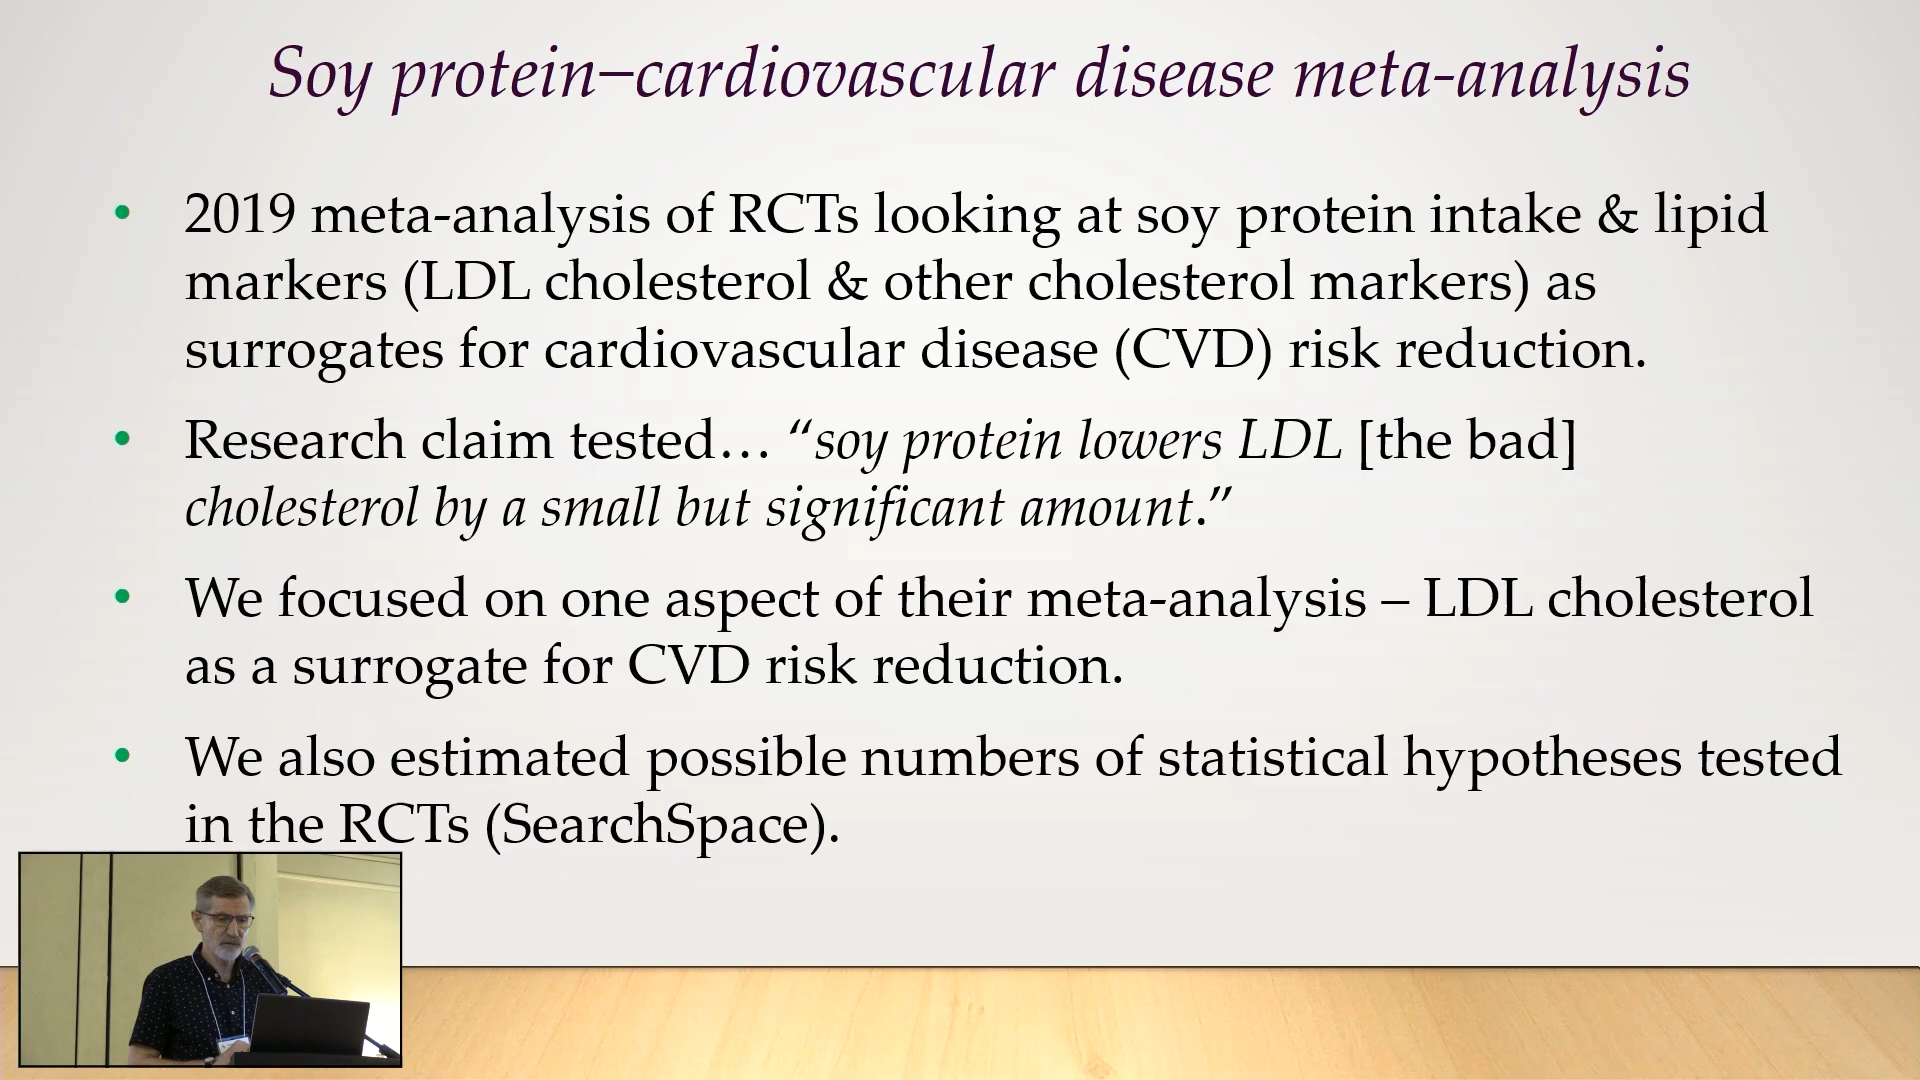 Soy protein–cardiovascular disease meta-analysis
• 2019 meta-analysis of RCTs looking at soy protein intake & lipid
markers (LDL cholesterol & other cholesterol markers) as
surrogates for cardiovascular disease (CVD) risk reduction.
• Research claim tested… “soy protein lowers LDL [the bad]
cholesterol by a small but significant amount.”
• We focused on one aspect of their meta-analysis – LDL cholesterol
as a surrogate for CVD risk reduction.
• We also estimated possible numbers of statistical hypotheses tested
in the RCTs (SearchSpace).